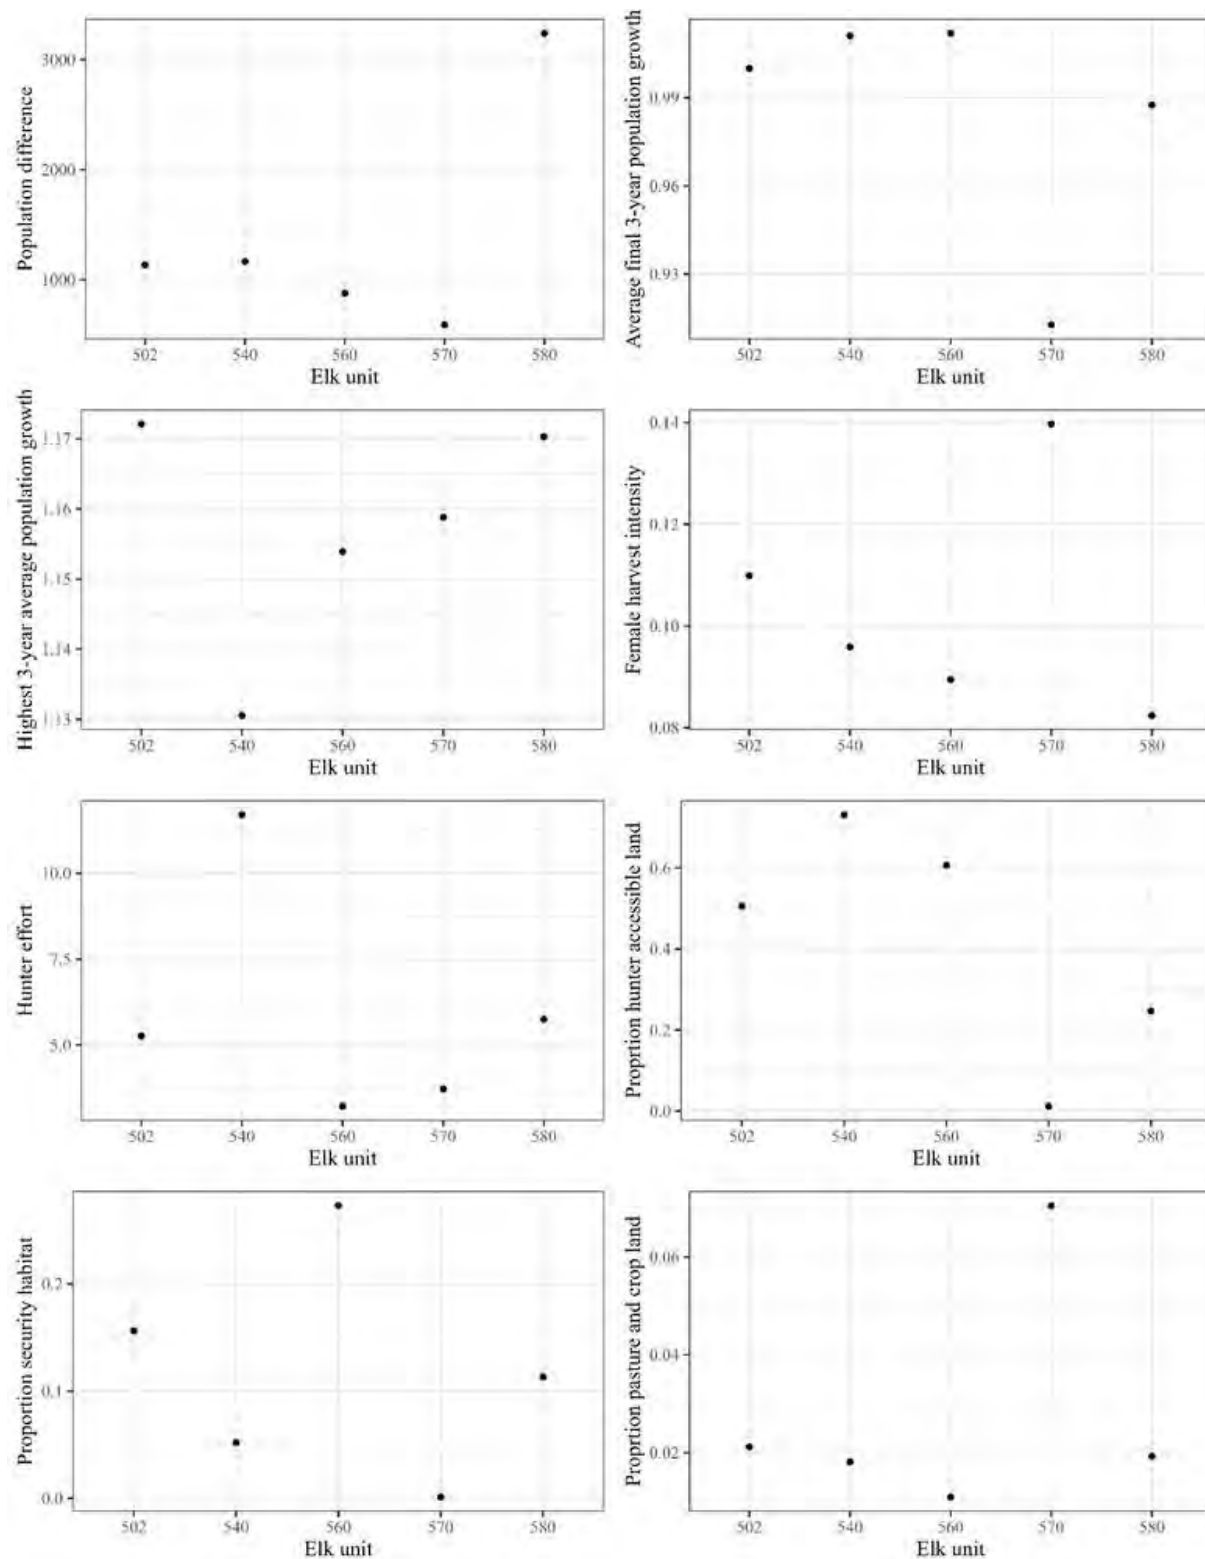 Population difference
3000
2000
1000
502 540 560 570 580
Elk unit
Average final 3-year population growth
0.99
0.96
0.93
502 540 560 570 580
Elk unit
Highest 3-year average population growth
1.17
1.16
1.15
1.14
1.13
502 540 560 570 580
Elk unit
Female harvest intensity
0.14
0.12
0.10
0.08
502 540 560 570 580
Elk unit
Hunter effort
10.0
7.5
5.0
502 540 560 570 580
Elk unit
Proprtion hunter accessible land
0.6
0.4
0.2
0.0
502 540 560 570 580
Elk unit
Proportion security habitat
0.2
0.1
0.0
502 540 560 570 580
Elk unit
Proprtion pasture and crop land
0.06
0.04
0.02
502 540 560 570 580
Elk unit